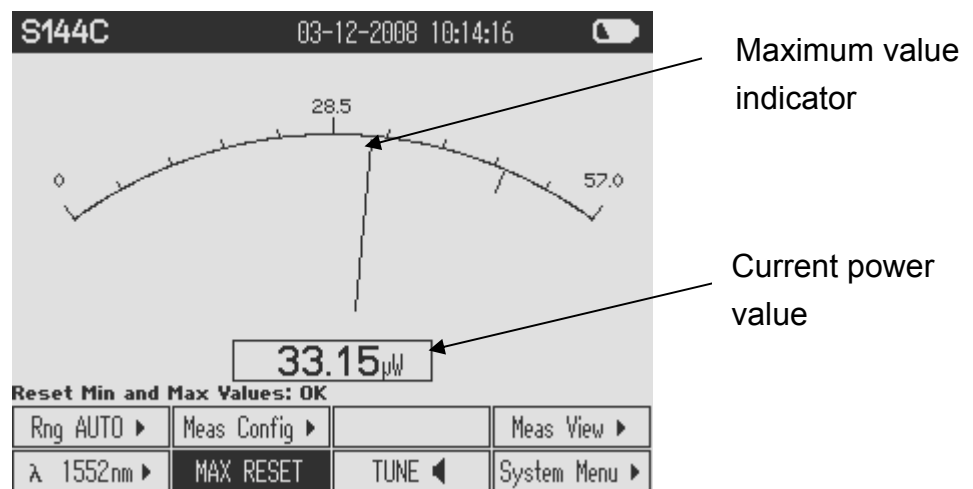 S144C 03-12-2008 10:14:16
Maximum value
indicator
28.5
0 57.0
Current power
value
33.15µW
Reset Min and Max Values: OK
Rng AUTO ▶ Meas Config ▶ Meas View ▶
λ 1552nm ▶ MAX RESET TUNE System Menu ▶